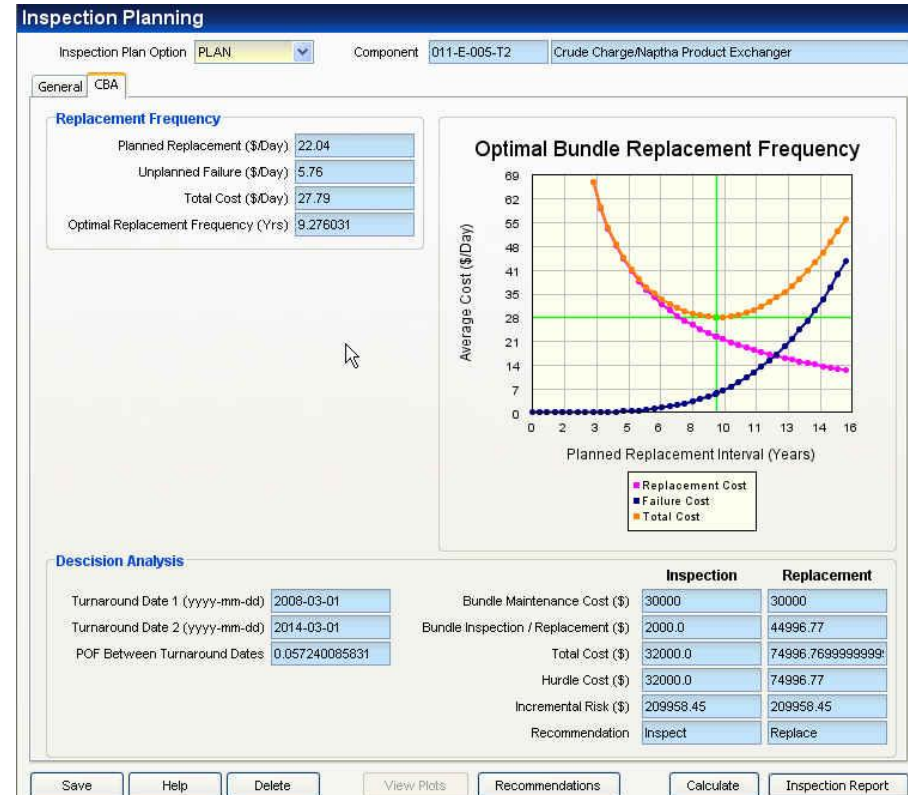 Inspection Planning
Inspection Plan Option PLAN Component 011-E-005-T2 Crude Charge/Naptha Product Exchanger
General CBA
Replacement Frequency
Planned Replacement ($/Day) 22.04
Unplanned Failure ($/Day) 5.76
Total Cost ($/Day) 27.79
Optimal Replacement Frequency (Yrs) 9.276031
Optimal Bundle Replacement Frequency
Average Cost ($/Day)
69
62
55
48
41
35
28
21
14
7
0
0 2 3 5 6 8 10 11 13 14 16
Planned Replacement Interval (Years)
Replacement Cost
Failure Cost
Total Cost
Descision Analysis
Inspection Replacement
Turnaround Date 1 (yyyy-mm-dd) 2008-03-01 Bundle Maintenance Cost ($) 30000 30000
Turnaround Date 2 (yyyy-mm-dd) 2014-03-01 Bundle Inspection / Replacement ($) 2000.0 44996.77
POF Between Turnaround Dates 0.057240085831 Total Cost ($) 32000.0 74996.7699999999
Hurdle Cost ($) 32000.0 74996.77
Incremental Risk ($) 209958.45 209958.45
Recommendation Inspect Replace
Save Help Delete View Plots Recommendations Calculate Inspection Report